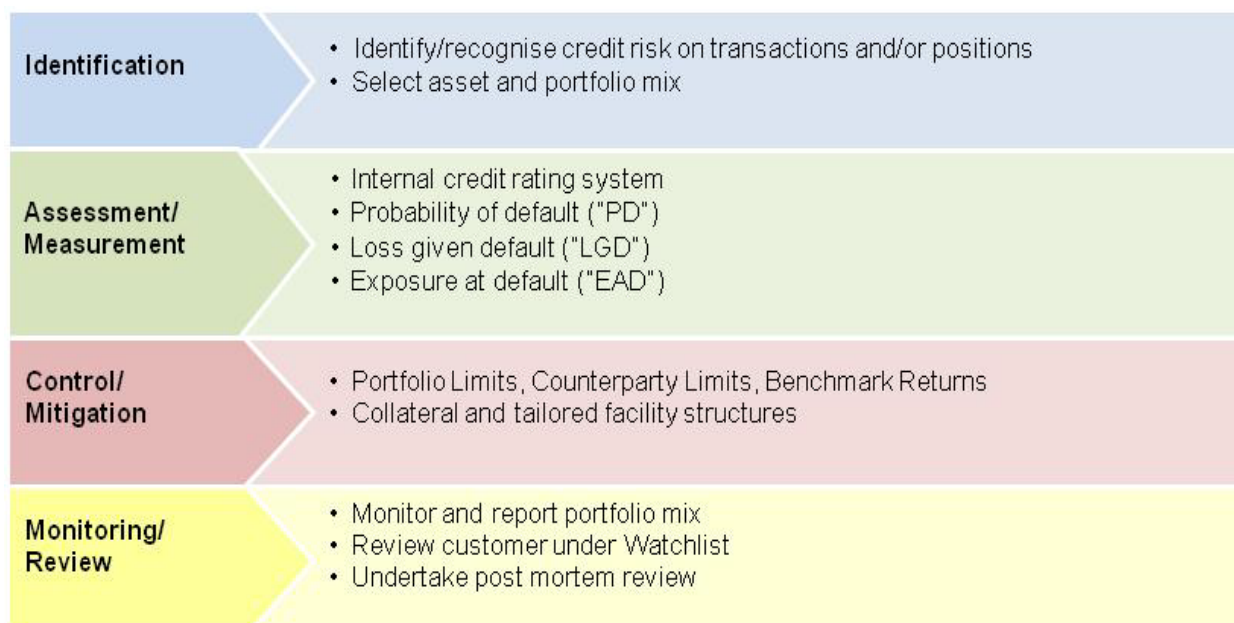 Identification
• Identify/recognise credit risk on transactions and/or positions
• Select asset and portfolio mix
Assessment/
Measurement
• Internal credit rating system
• Probability of default ("PD")
• Loss given default ("LGD")
• Exposure at default ("EAD")
Control/
Mitigation
• Portfolio Limits, Counterparty Limits, Benchmark Returns
• Collateral and tailored facility structures
Monitoring/
Review
• Monitor and report portfolio mix
• Review customer under Watchlist
• Undertake post mortem review